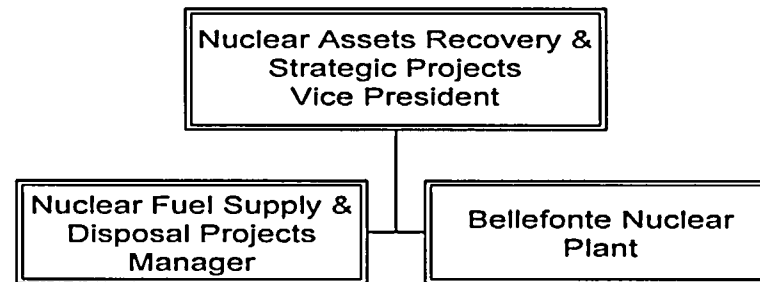 Nuclear Assets Recovery &
Strategic Projects
Vice President
Nuclear Fuel Supply &
Disposal Projects
Manager
Bellefonte Nuclear
Plant